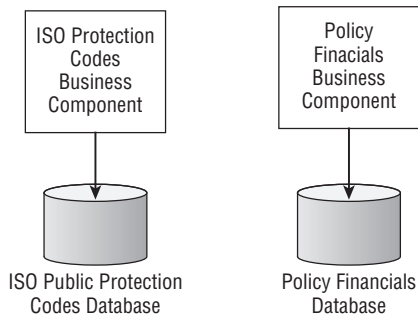 ISO Protection
Codes
Business
Component
Policy
Finacials
Business
Component
ISO Public Protection
Codes Database
Policy Financials
Database